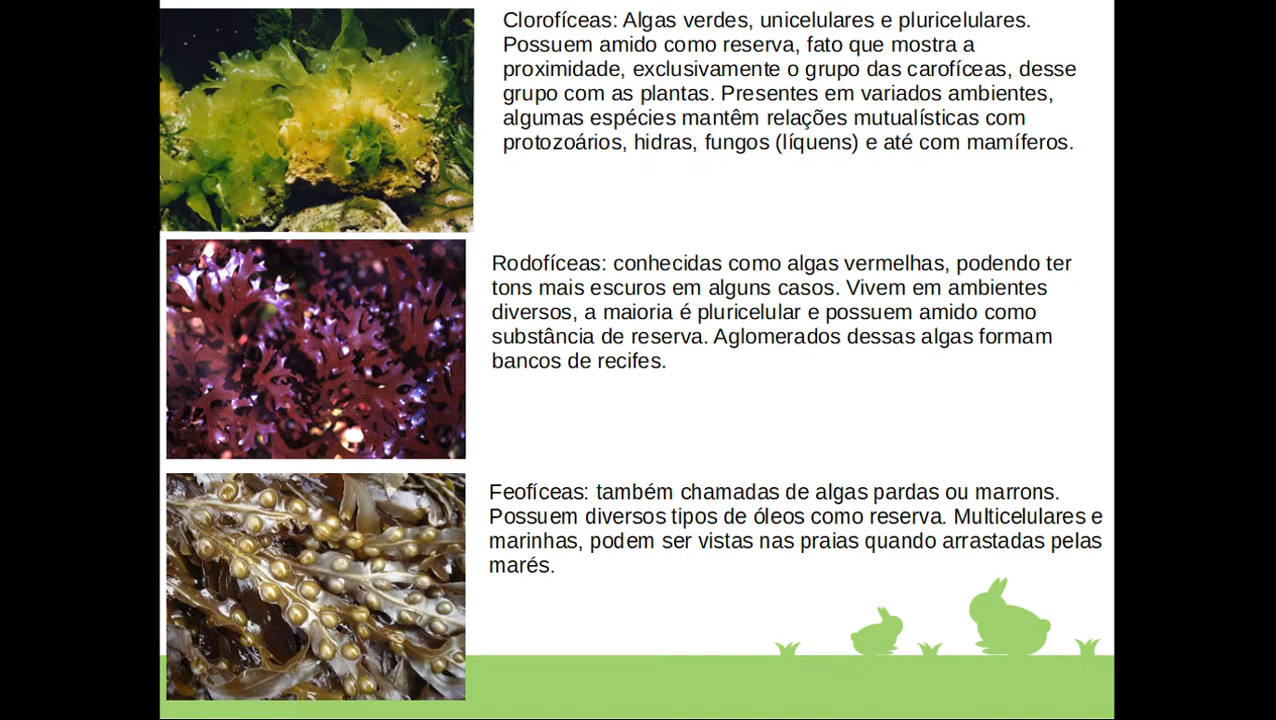 Clorofíceas: Algas verdes, unicelulares e pluricelulares.
Possuem amido como reserva, fato que mostra a
proximidade, exclusivamente o grupo das carofíceas, desse
grupo com as plantas. Presentes em variados ambientes,
algumas espécies mantêm relações mutualísticas com
protozoários, hidras, fungos (líquens) e até com mamíferos.
Rodofíceas: conhecidas como algas vermelhas, podendo ter
tons mais escuros em alguns casos. Vivem em ambientes
diversos, a maioria é pluricelular e possuem amido como
substância de reserva. Aglomerados dessas algas formam
bancos de recifes.
Feofíceas: também chamadas de algas pardas ou marrons.
Possuem diversos tipos de óleos como reserva. Multicelulares e
marinhas, podem ser vistas nas praias quando arrastadas pelas
marés.